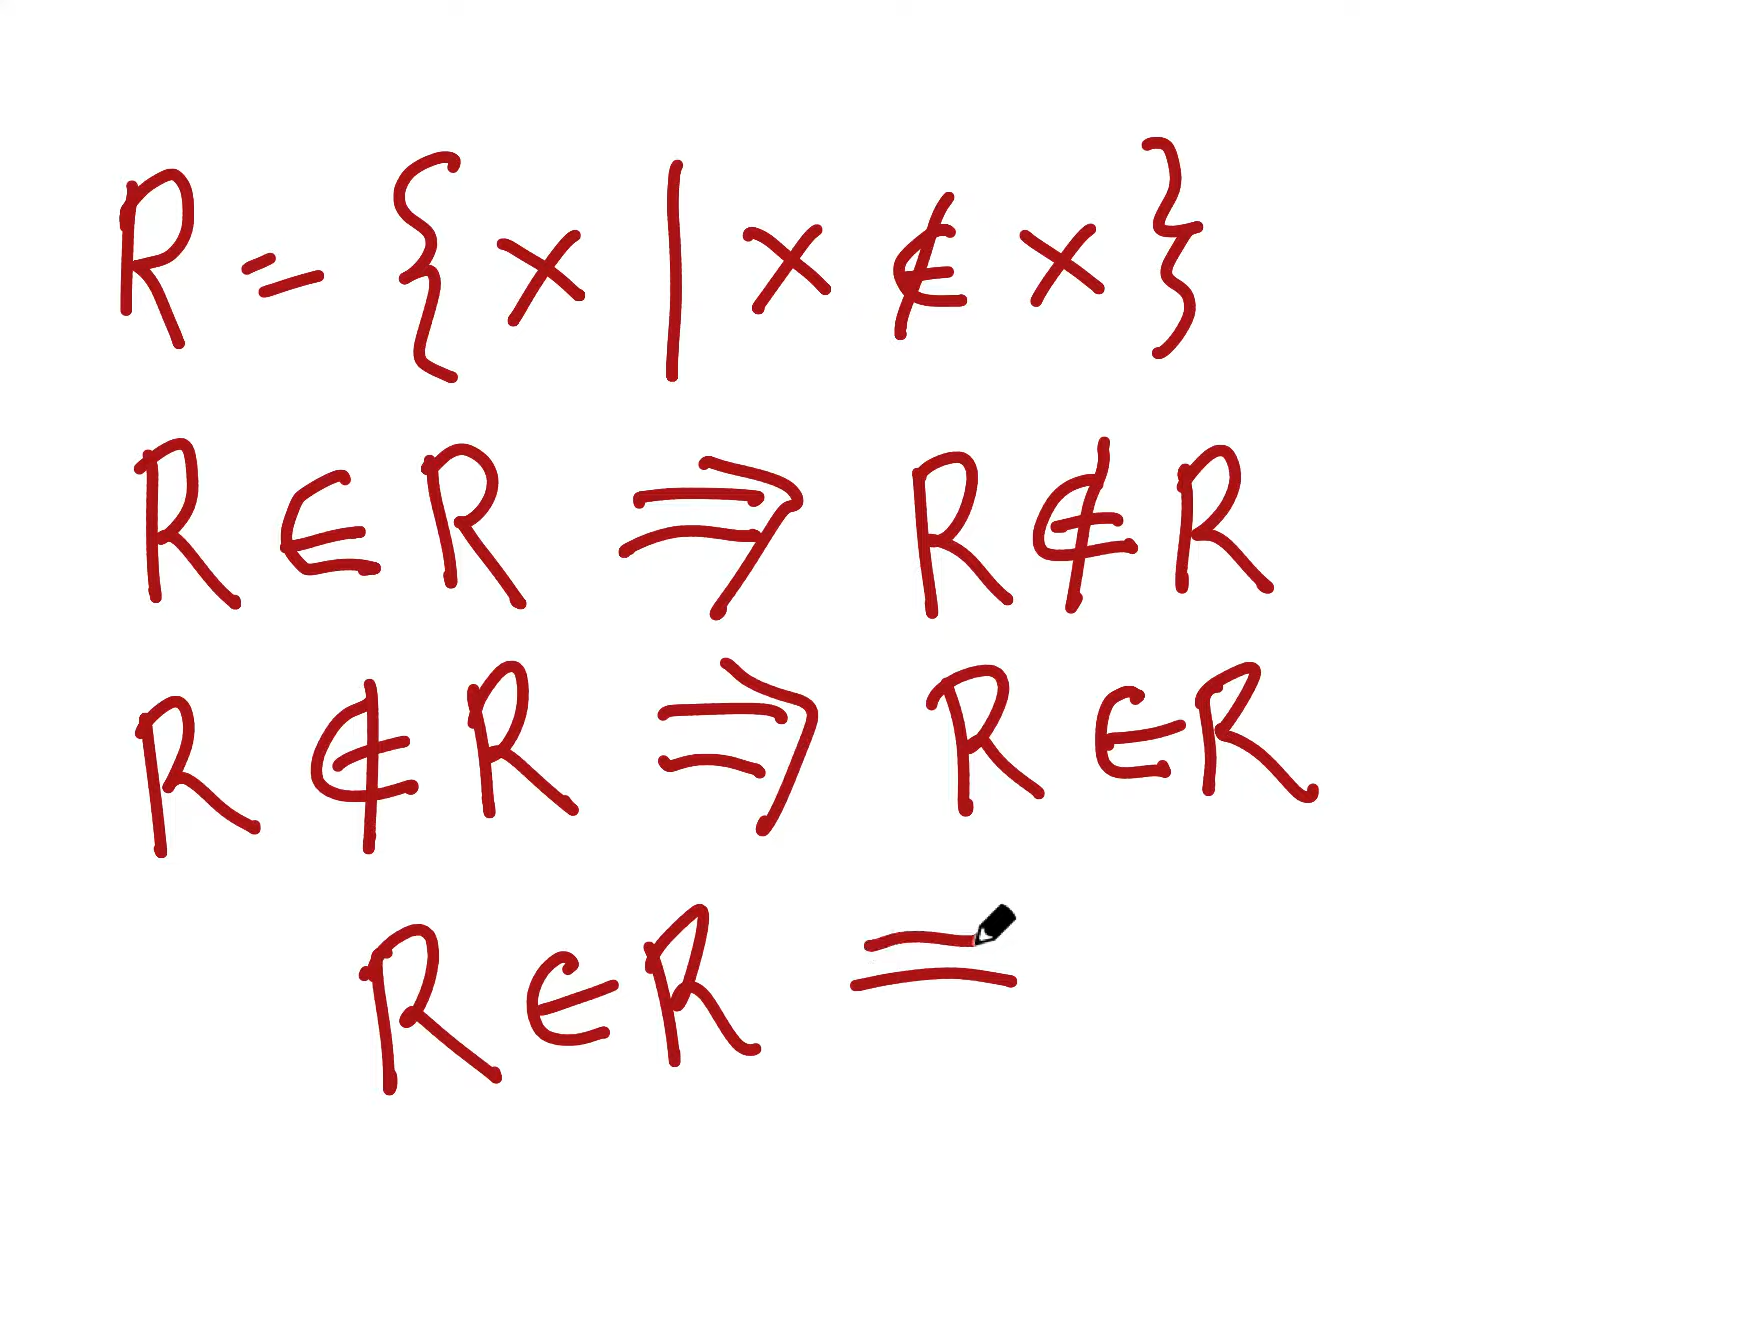 R = { x | x ∉ x }
R ∈ R ⇒ R ∉ R
R ∉ R ⇒ R ∈ R
R ∈ R =